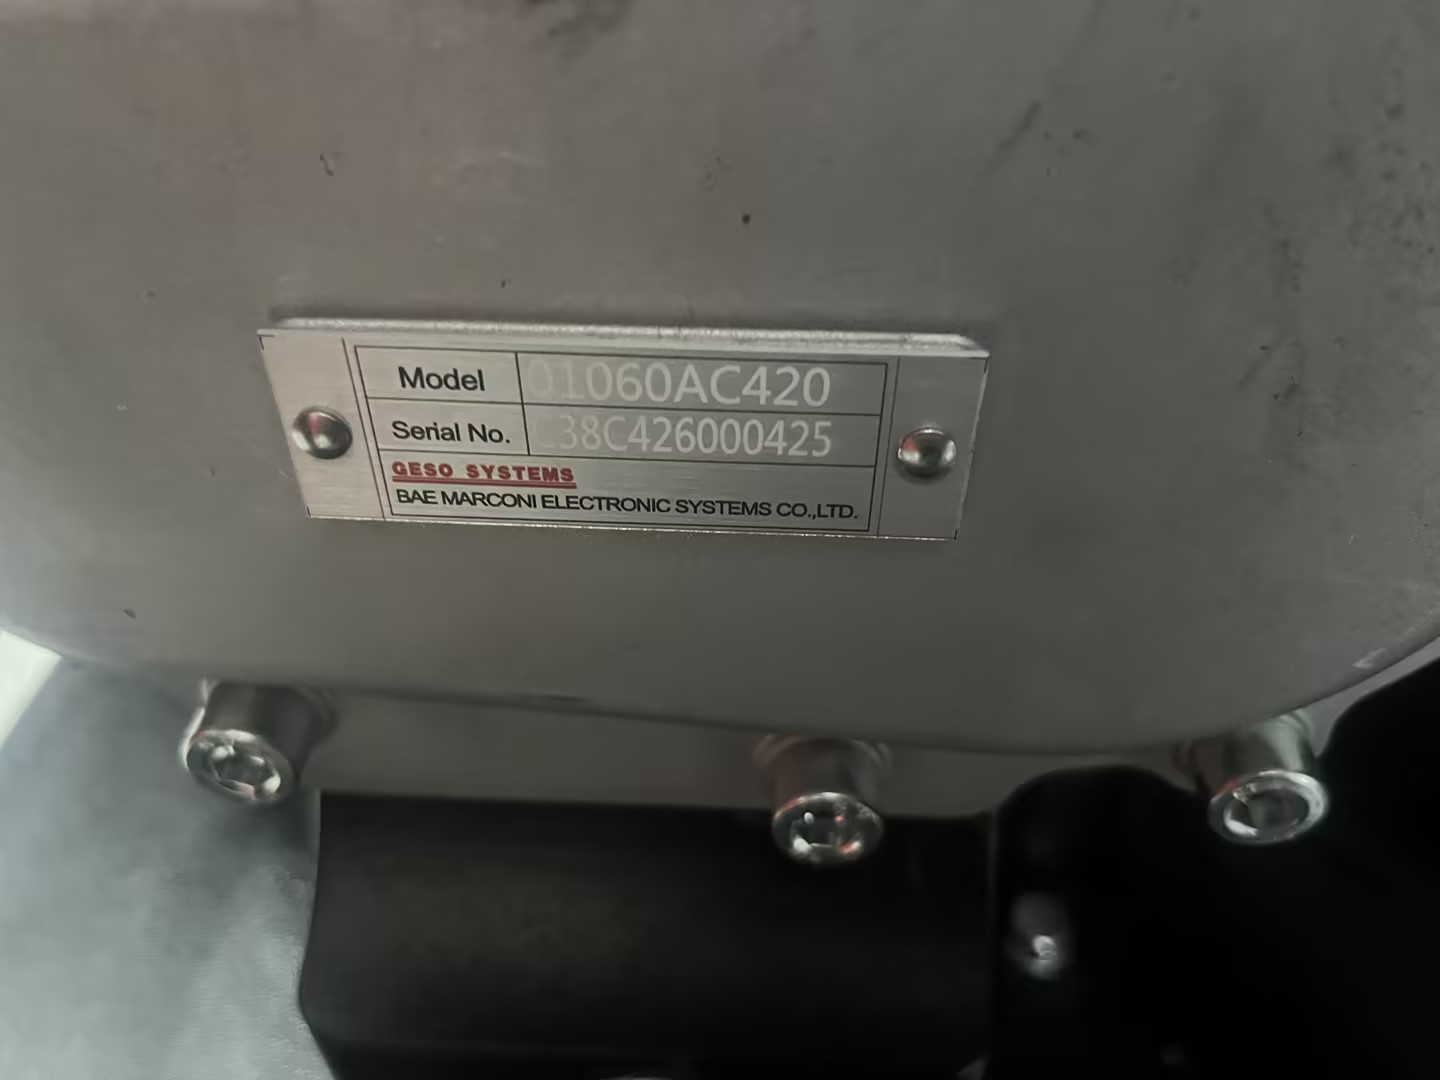 Model 01060AC420
Serial No. C38C426000425
GESO SYSTEMS
BAE MARCONI ELECTRONIC SYSTEMS CO.,LTD.